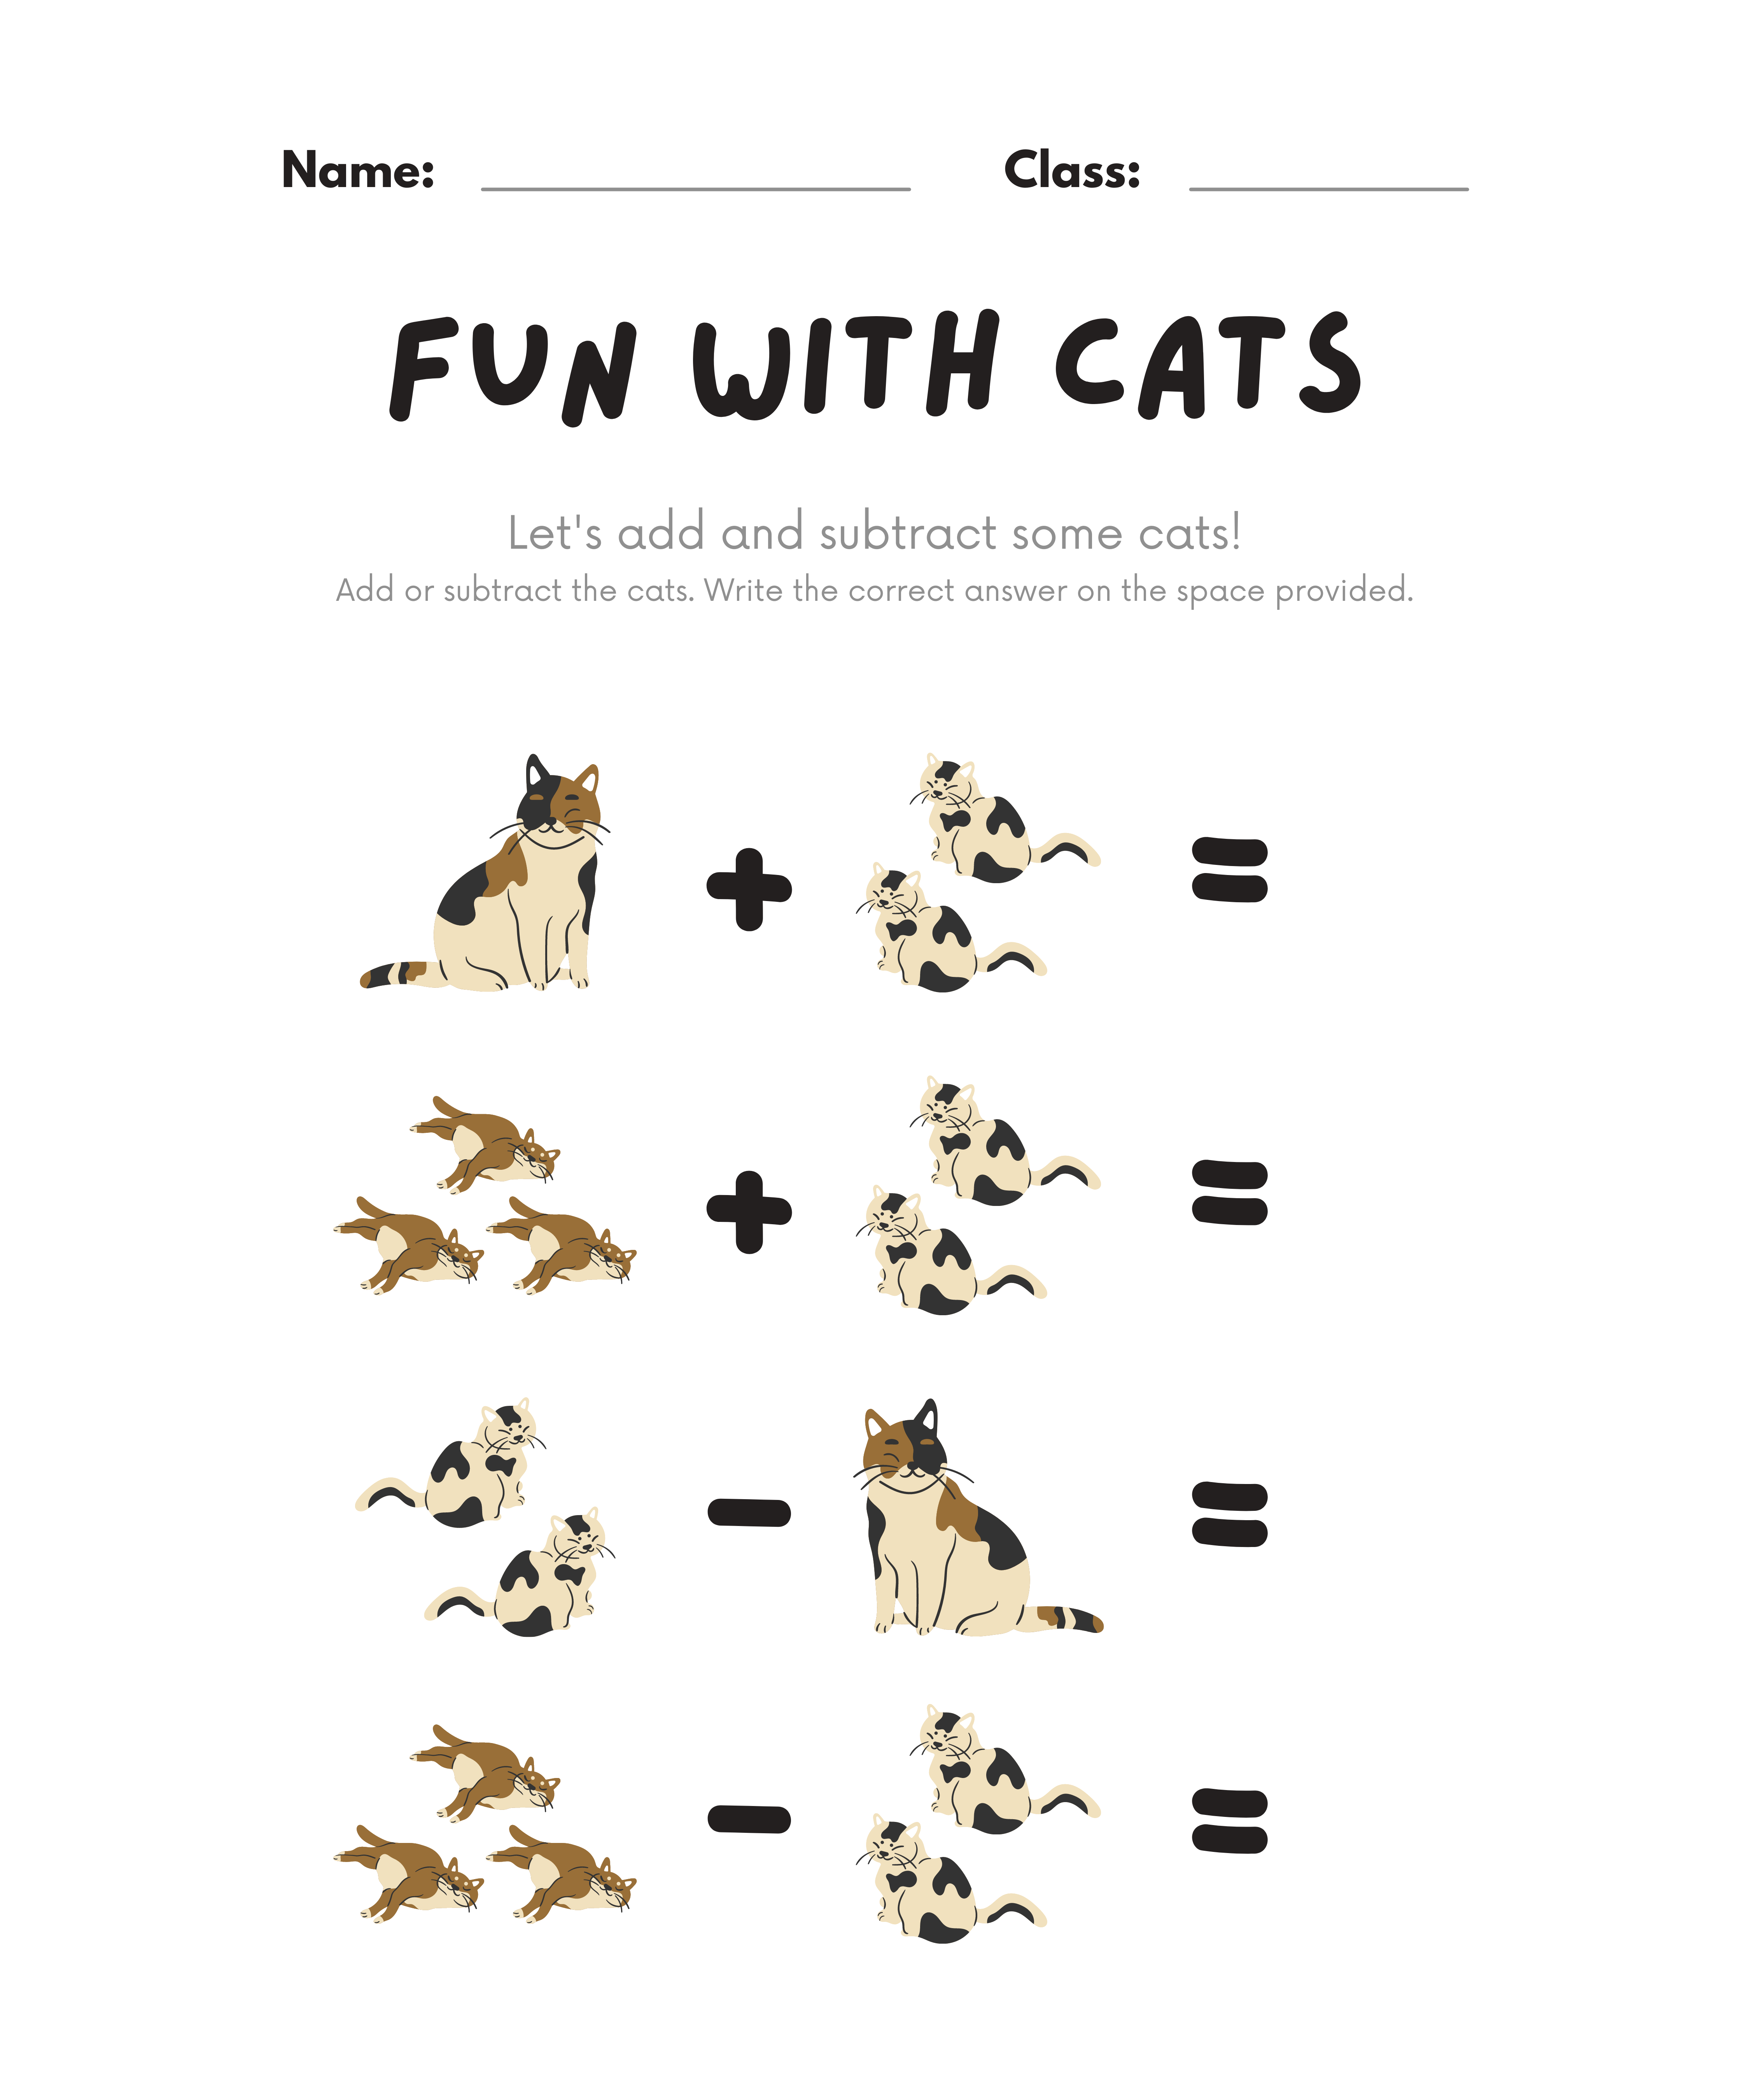 Name: Class:
FUN WITH CATS
Let's add and subtract some cats!
Add or subtract the cats. Write the correct answer on the space provided.
+ =
+ =
- =
- =